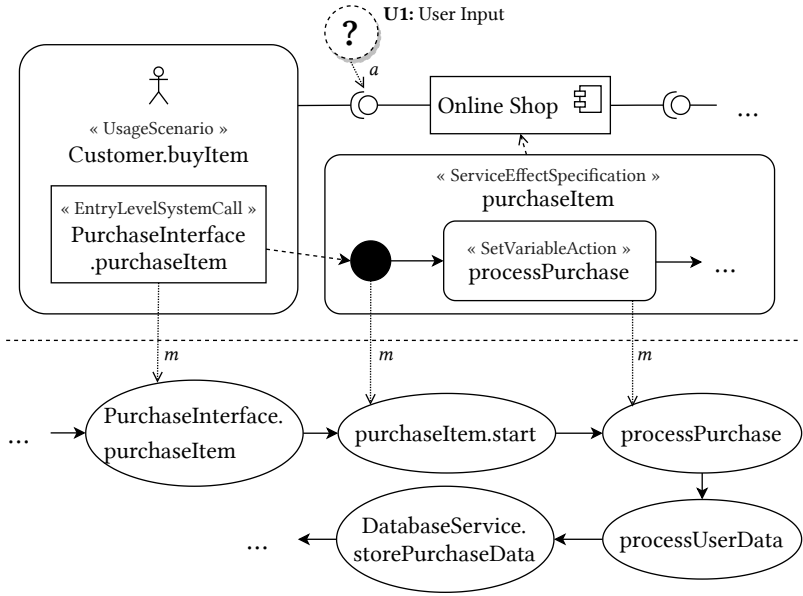 ?
U1: User Input
a
« UsageScenario »
Customer.buyItem
« EntryLevelSystemCall »
PurchaseInterface
.purchaseItem
Online Shop
...
« ServiceEffectSpecification »
purchaseItem
« SetVariableAction »
processPurchase
...
m
m
m
...
PurchaseInterface.
purchaseItem
purchaseItem.start
processPurchase
...
DatabaseService.
storePurchaseData
processUserData